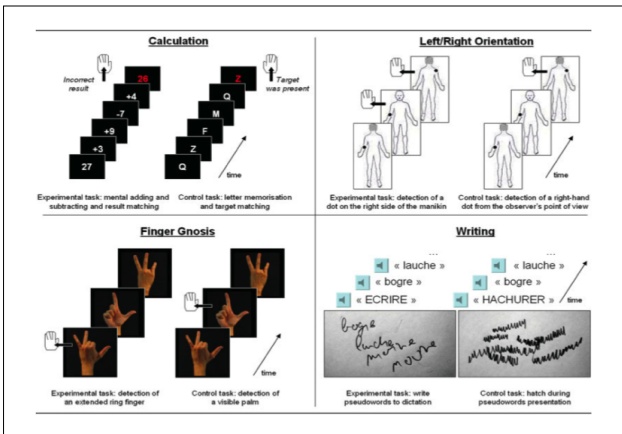 Calculation
Incorrect
result
26
+4
-7
+9
+3
27
Z
Q
M
F
Z
Q
Target
was present
time
Experimental task: mental adding and
subtracting and result matching
Control task: letter memorisation
and target matching
Left/Right Orientation
time
Experimental task: detection of a
dot on the right side of the manikin
Control task: detection of a right-hand
dot from the observer's point of view
Finger Gnosis
time
Experimental task: detection of
an extended ring finger
Control task: detection of
a visible palm
Writing
...
« lauche »
« bogre »
« ECRIRE »
...
« lauche »
« bogre »
« HACHURER »
time
bogre
lauche
Experimental task: write
pseudowords to dictation
Control task: hatch during
pseudowords presentation